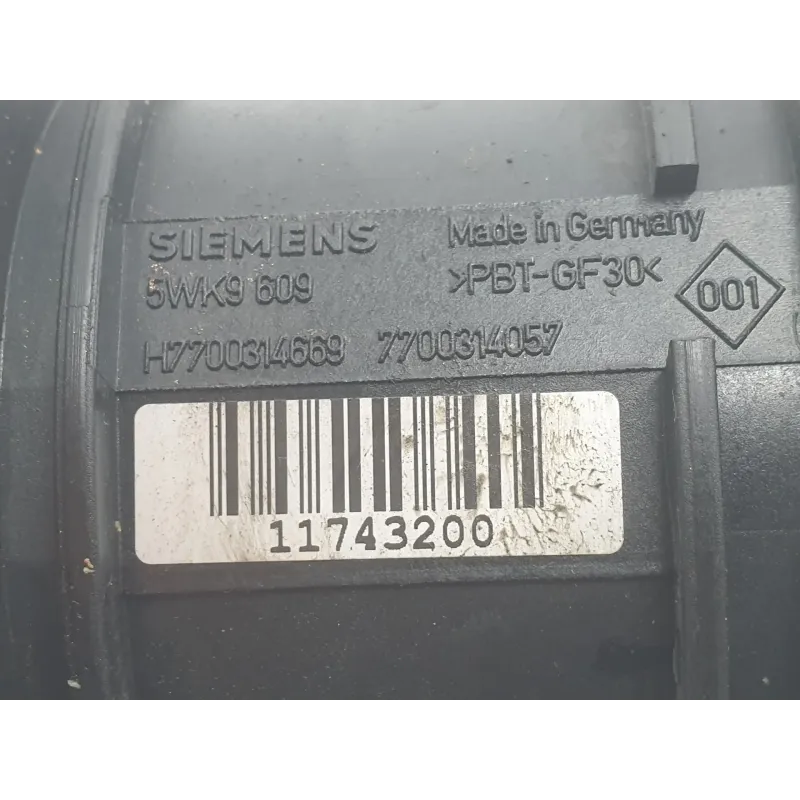 SIEMENS Made in Germany
5WK9 609 >PBT-GF30< 001
H7700314669 7700314057
11743200